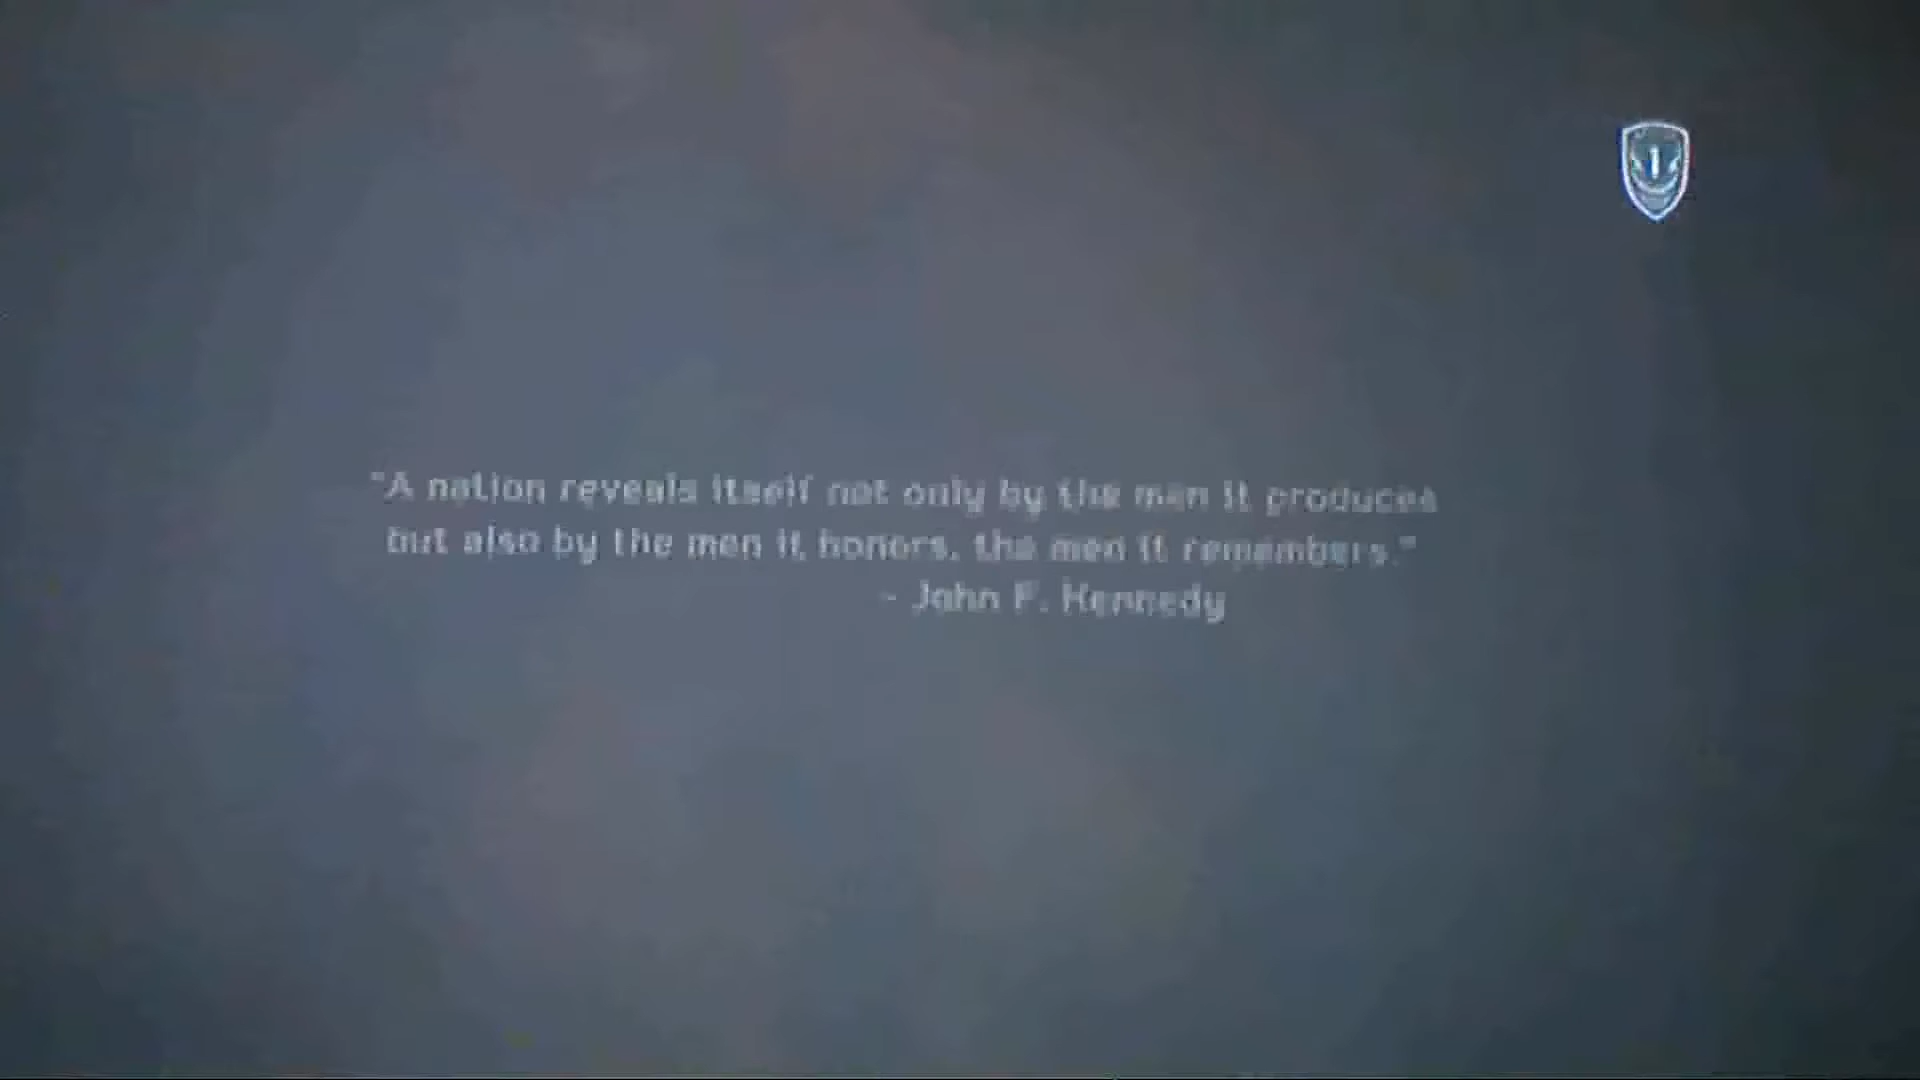 "A nation reveals itself not only by the men it produces
but also by the men it honors, the men it remembers."
- John F. Kennedy